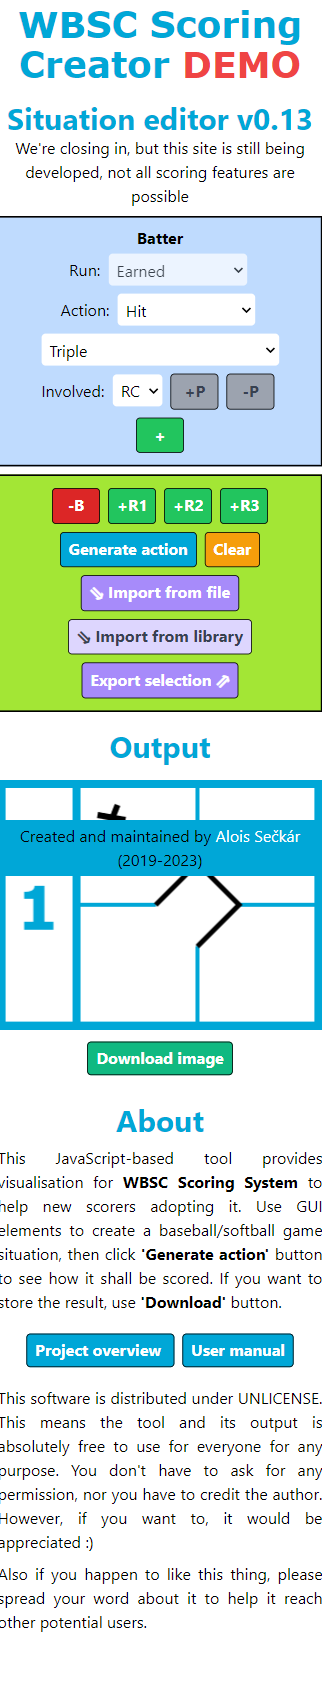 WBSC Scoring
Creator DEMO
Situation editor v0.13
We're closing in, but this site is still being
developed, not all scoring features are
possible
Batter
Run: Earned
Action: Hit
Triple
Involved: RC +P -P
+
-B +R1 +R2 +R3
Generate action Clear
⇘ Import from file
⇘ Import from library
Export selection ⇗
Output
Created and maintained by Alois Sečkár
(2019-2023)
1
Download image
About
This JavaScript-based tool provides
visualisation for WBSC Scoring System to
help new scorers adopting it. Use GUI
elements to create a baseball/softball game
situation, then click 'Generate action' button
to see how it shall be scored. If you want to
store the result, use 'Download' button.
Project overview User manual
This software is distributed under UNLICENSE.
This means the tool and its output is
absolutely free to use for everyone for any
purpose. You don't have to ask for any
permission, nor you have to credit the author.
However, if you want to, it would be
appreciated :)
Also if you happen to like this thing, please
spread your word about it to help it reach
other potential users.